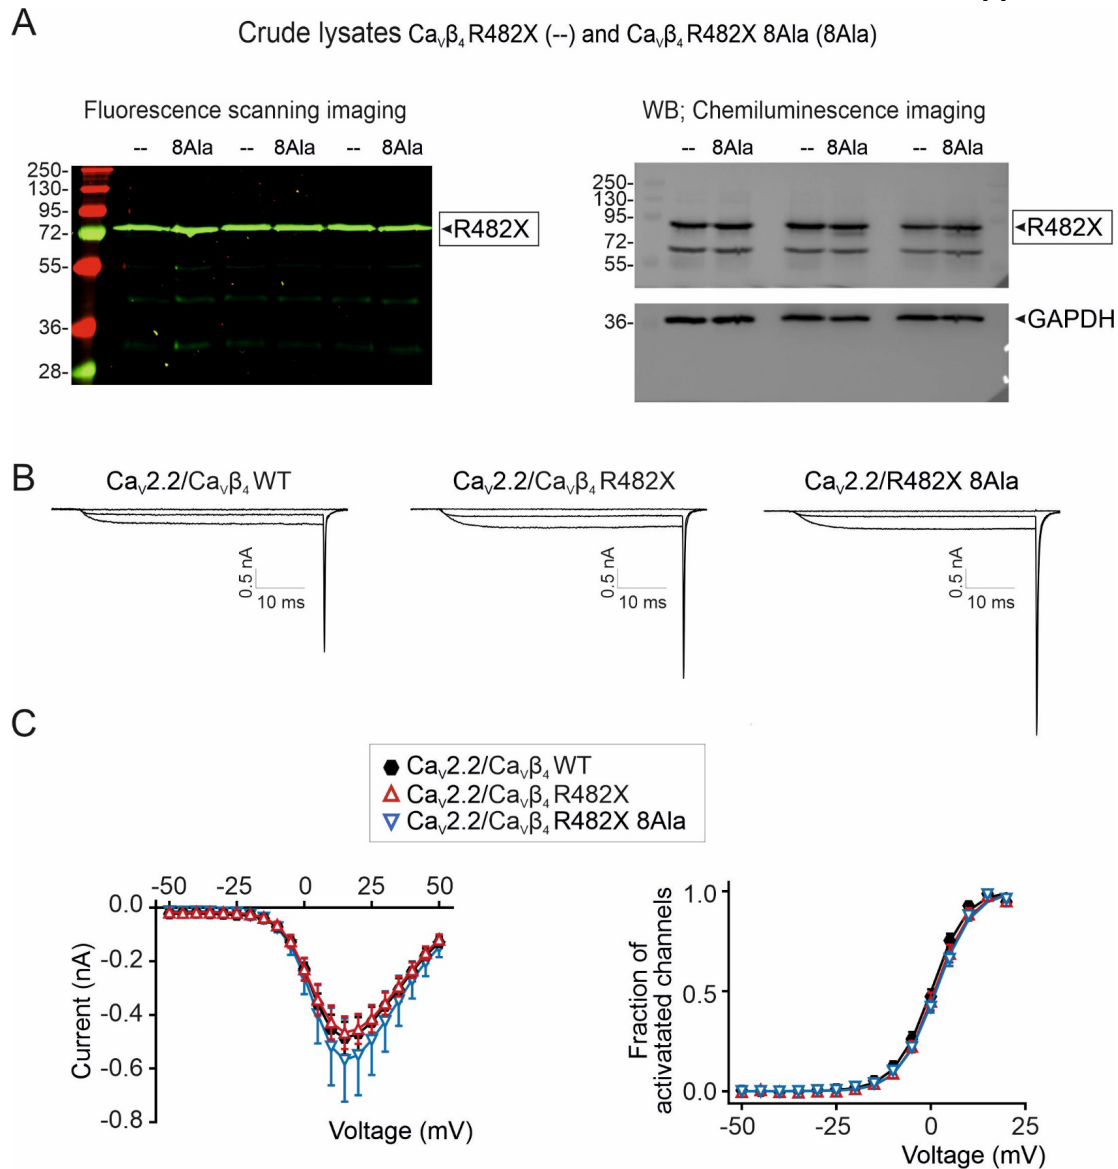 A
Crude lysates Caᵥβ₄ R482X (--) and Caᵥβ₄ R482X 8Ala (8Ala)
Fluorescence scanning imaging
-- 8Ala -- 8Ala -- 8Ala
250-
130-
95-
72-
55-
36-
28-
◄R482X
WB; Chemiluminescence imaging
-- 8Ala -- 8Ala -- 8Ala
250-
130-
95-
72-
55-
◄R482X
36-
◄GAPDH
B
Caᵥ2.2/Caᵥβ₄ WT
0.5 nA
10 ms
Caᵥ2.2/Caᵥβ₄ R482X
0.5 nA
10 ms
Caᵥ2.2/R482X 8Ala
0.5 nA
10 ms
C
Caᵥ2.2/Caᵥβ₄ WT
Caᵥ2.2/Caᵥβ₄ R482X
Caᵥ2.2/Caᵥβ₄ R482X 8Ala
-50 -25 0 25 50
0.0
-0.2
-0.4
-0.6
-0.8
Current (nA)
Voltage (mV)
Fraction of
activatated channels
1.0
0.5
0.0
-50 -25 0 25
Voltage (mV)